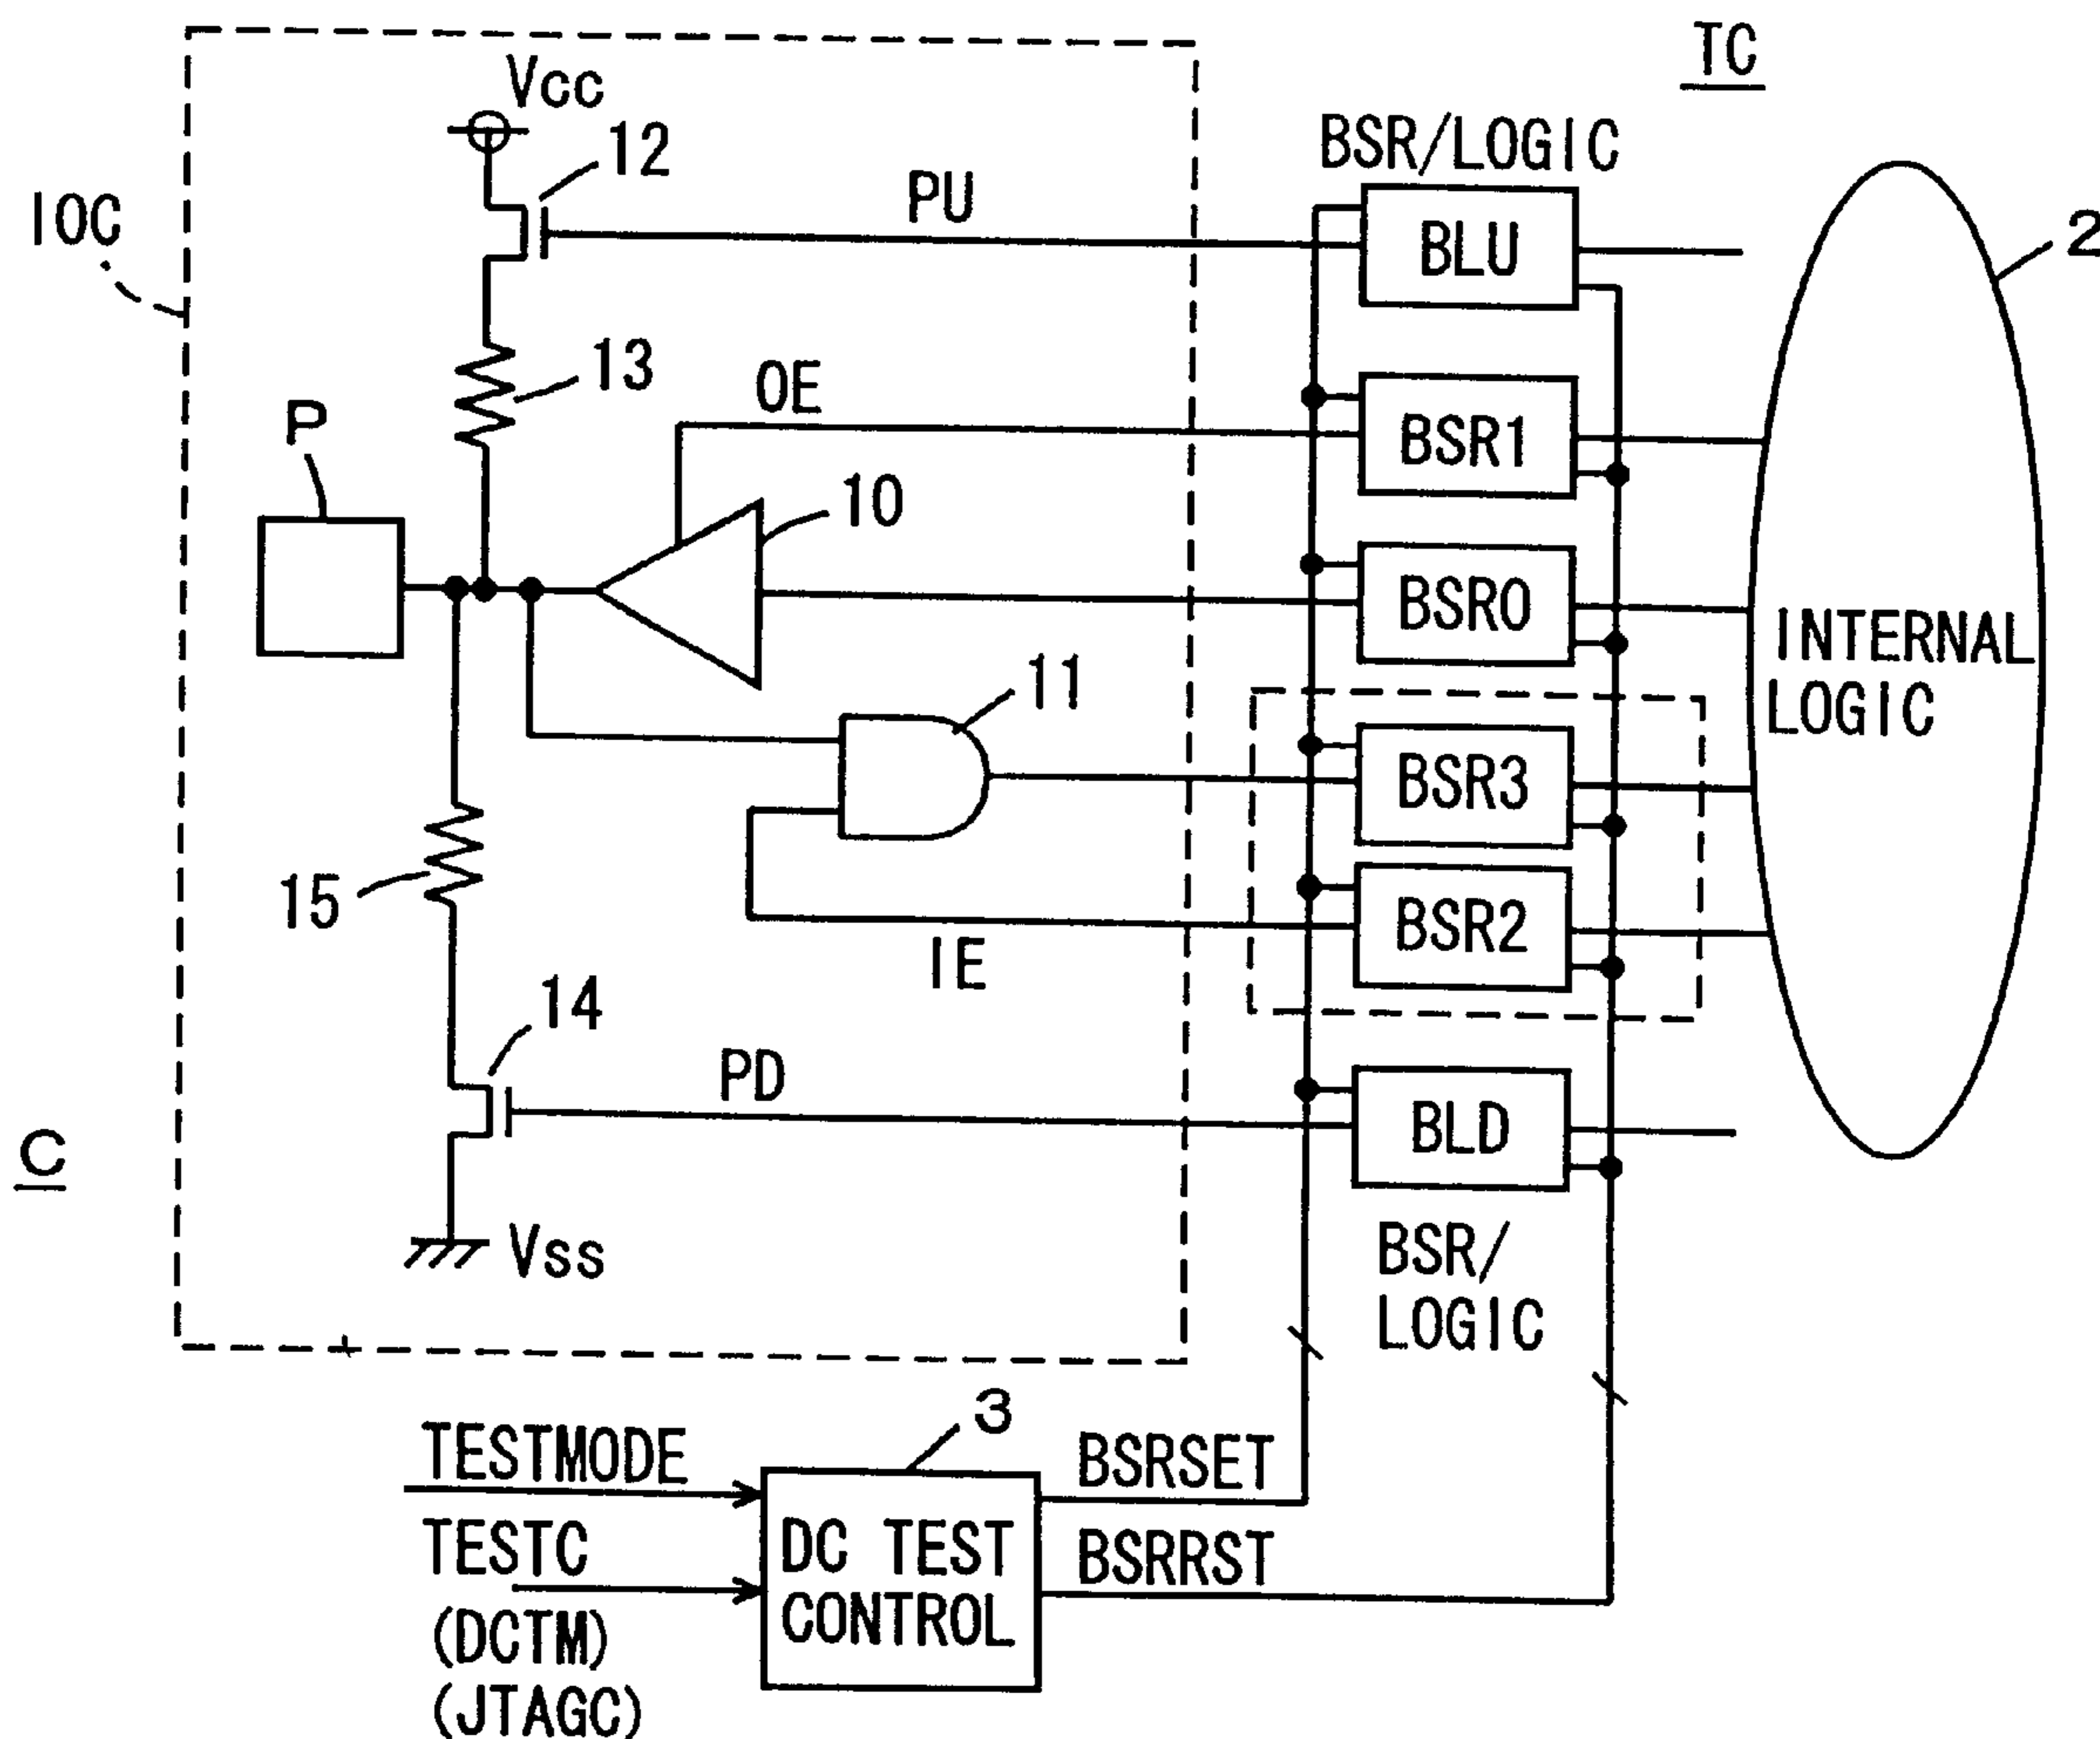 TC
Vcc
12
BSR/LOGIC
PU
IOC
BLU
2
13
OE
P
BSR1
10
BSR0
INTERNAL
LOGIC
11
BSR3
15
BSR2
IE
14
PD
BLD
C
Vss
BSR/
LOGIC
3
TESTMODE
BSRSET
TESTC
DC TEST
CONTROL
BSRRST
(DCTM)
(JTAGC)